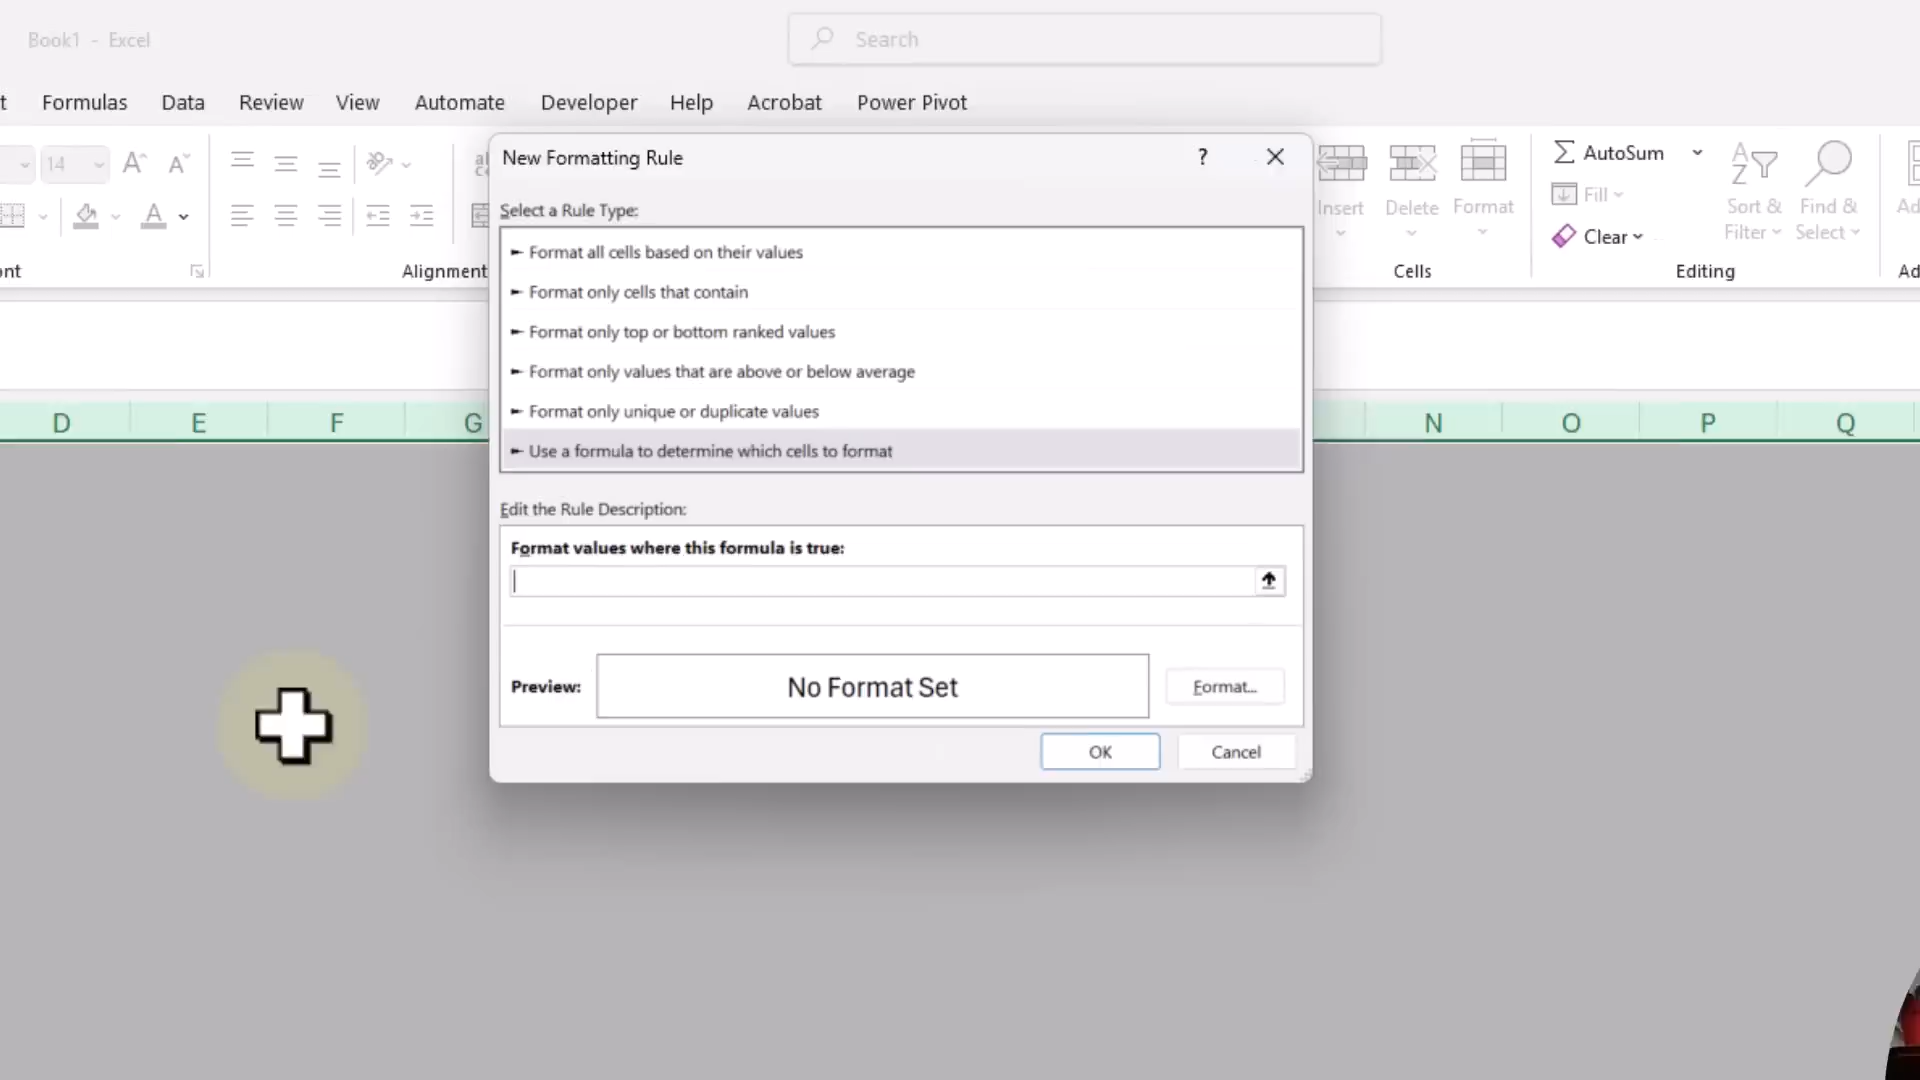 Book1 - Excel
Search
t Formulas Data Review View Automate Developer Help Acrobat Power Pivot
14
New Formatting Rule
?
Select a Rule Type:
► Format all cells based on their values
► Format only cells that contain
► Format only top or bottom ranked values
► Format only values that are above or below average
► Format only unique or duplicate values
► Use a formula to determine which cells to format
Edit the Rule Description:
Format values where this formula is true:
Preview:
No Format Set
Format...
OK Cancel
Insert Delete Format
Cells
AutoSum
Fill
Clear
Sort & Filter
Find & Select
Editing
Ad
Ad
ont
Alignment
D E F G N O P Q